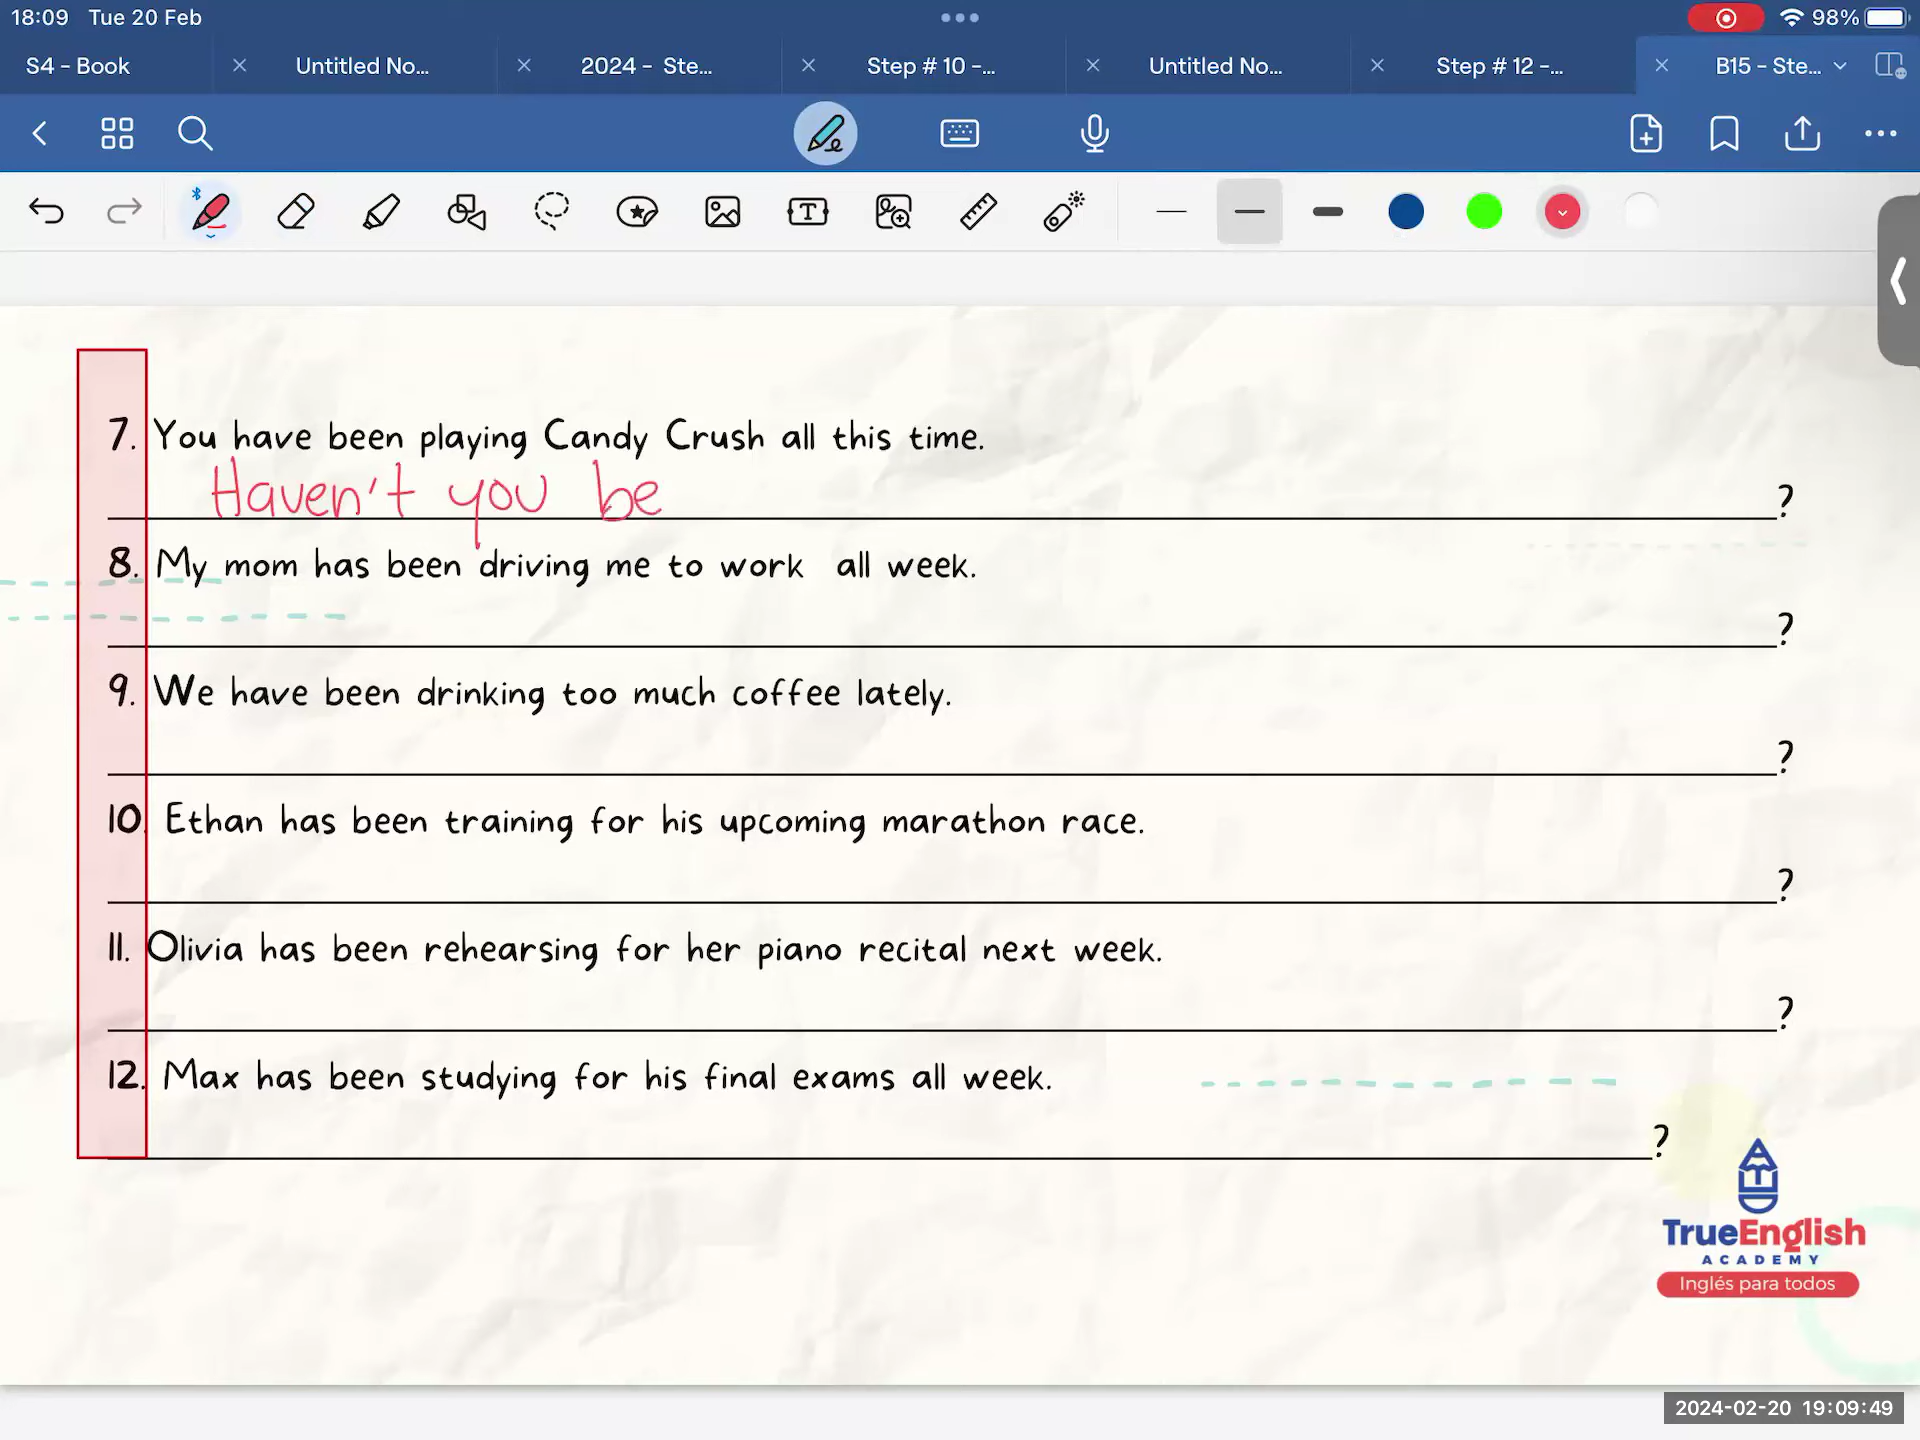 18:09 Tue 20 Feb
98%
S4 - Book
Untitled No...
2024 - Ste...
Step # 10 -...
Untitled No...
Step # 12 -...
B15 - Ste...
7. You have been playing Candy Crush all this time.
Haven't you be
?
8. My mom has been driving me to work all week.
?
9. We have been drinking too much coffee lately.
?
10. Ethan has been training for his upcoming marathon race.
?
11. Olivia has been rehearsing for her piano recital next week.
?
12. Max has been studying for his final exams all week.
?
TrueEnglish
ACADEMY
Inglés para todos
2024-02-20 19:09:49